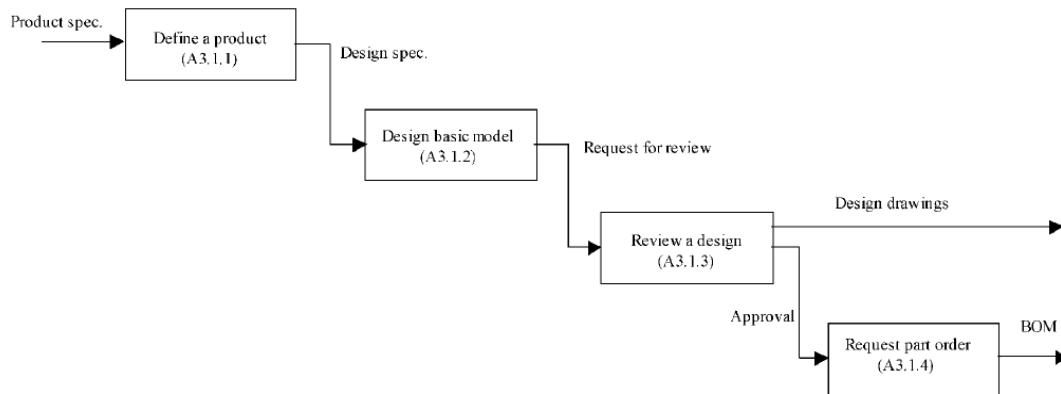 Product spec.
Define a product
(A3.1.1)
Design spec.
Design basic model
(A3.1.2)
Request for review
Design drawings
Review a design
(A3.1.3)
Approval
BOM
Request part order
(A3.1.4)